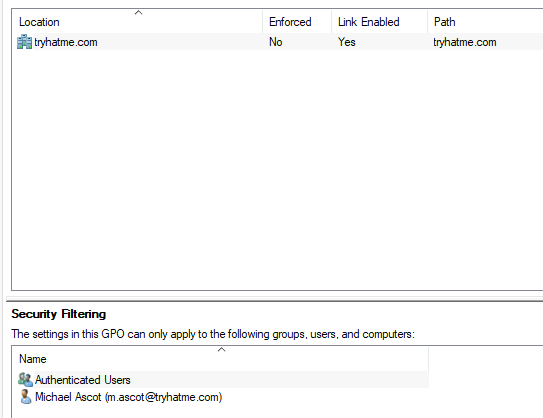 Location Enforced Link Enabled Path
tryhatme.com No Yes tryhatme.com
Security Filtering
The settings in this GPO can only apply to the following groups, users, and computers:
Name
Authenticated Users
Michael Ascot (m.ascot@tryhatme.com)